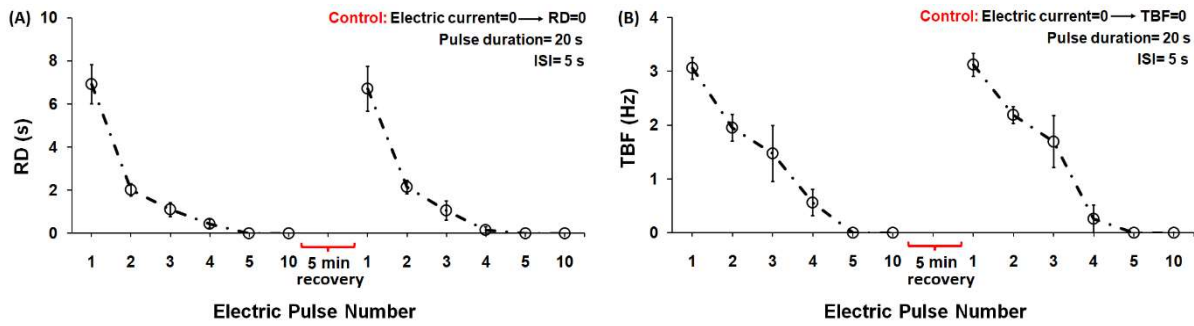 (A)
Control: Electric current=0 → RD=0
Pulse duration= 20 s
ISI= 5 s
10
8
6
4
2
0
RD (s)
1 2 3 4 5 10 5 min 1 2 3 4 5 10
recovery
Electric Pulse Number
(B)
Control: Electric current=0 → TBF=0
Pulse duration= 20 s
ISI= 5 s
4
3
2
1
0
TBF (Hz)
1 2 3 4 5 10 5 min 1 2 3 4 5 10
recovery
Electric Pulse Number